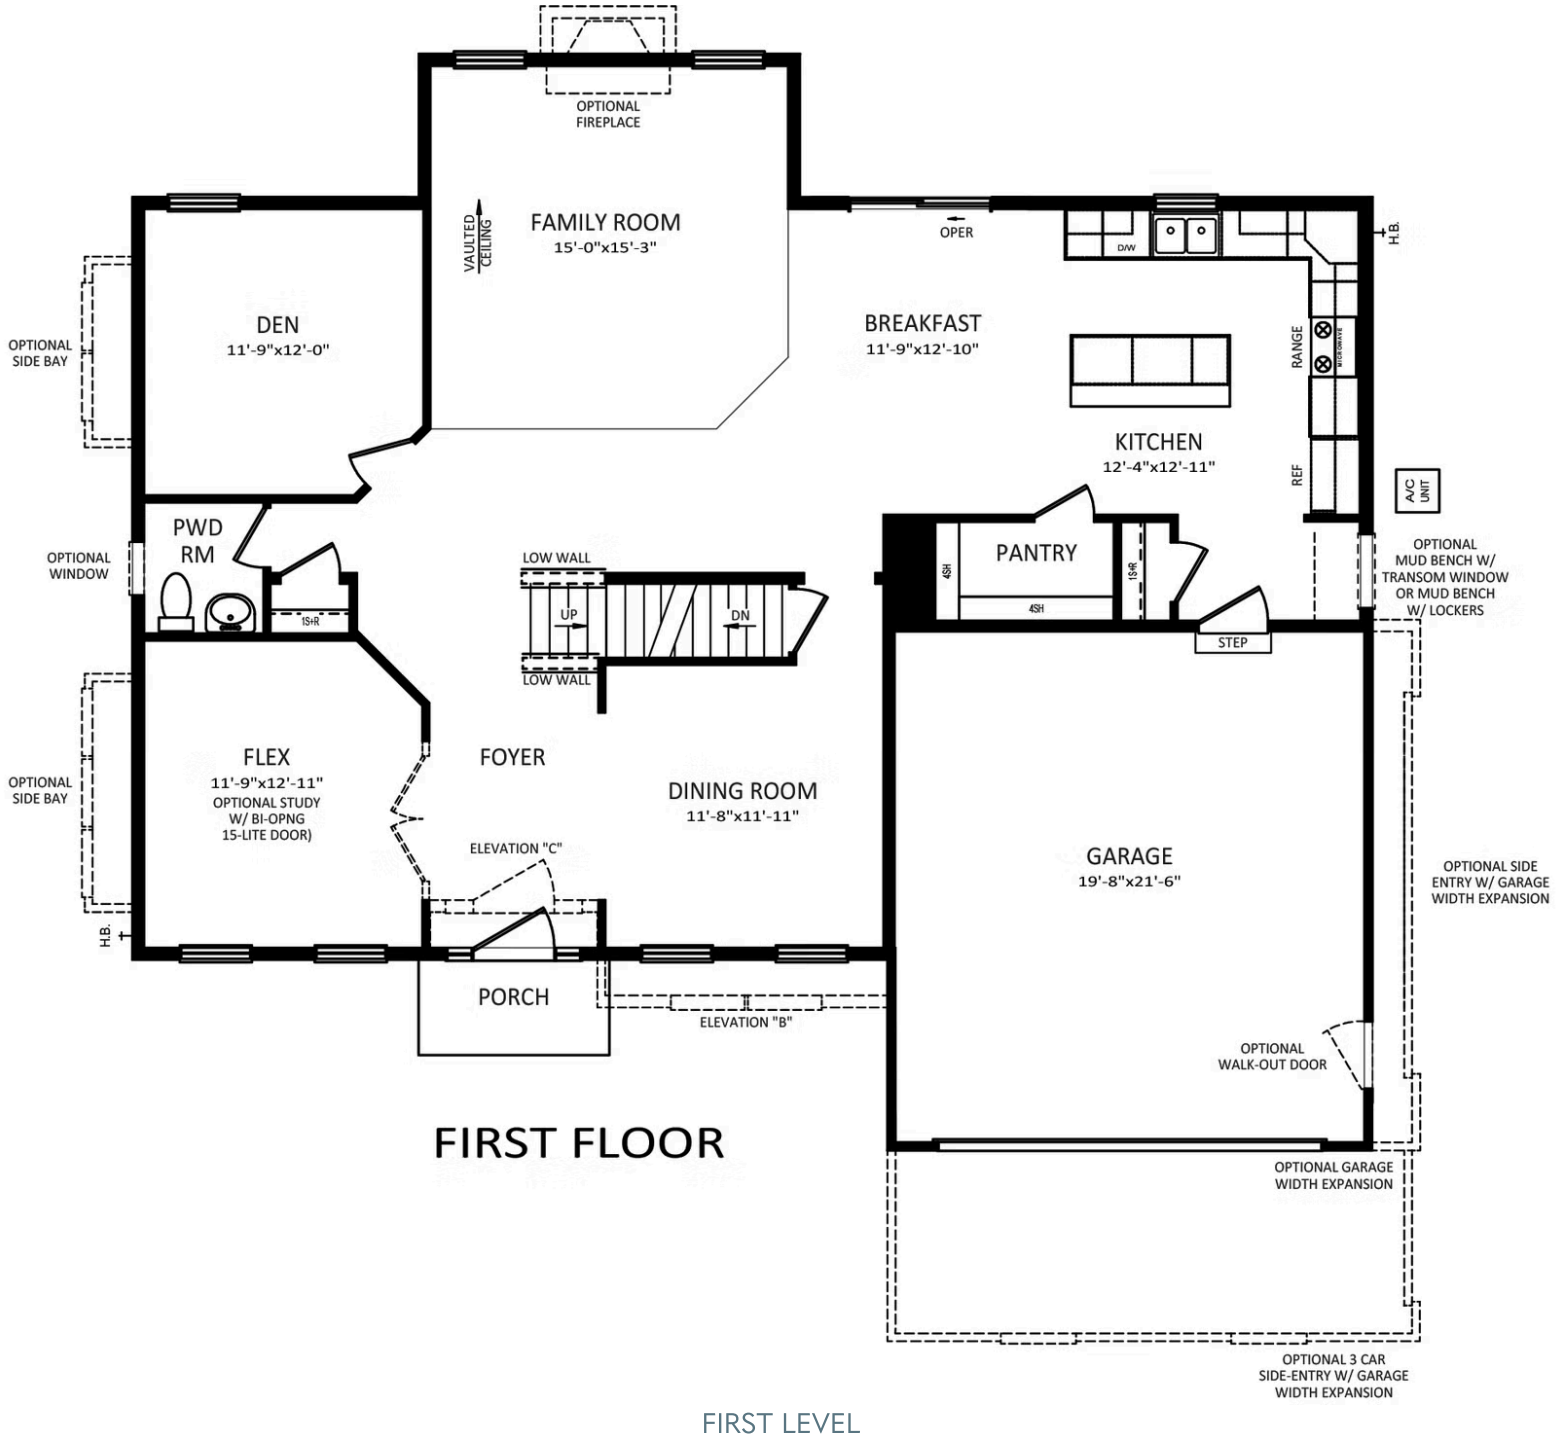 OPTIONAL
FIREPLACE
VAULTED
CEILING
FAMILY ROOM
15'-0"x15'-3"
OPER
D/W
H.B.
DEN
11'-9"x12'-0"
OPTIONAL
SIDE BAY
BREAKFAST
11'-9"x12'-10"
RANGE
MICROWAVE
KITCHEN
12'-4"x12'-11"
REF
A/C
UNIT
PWD
RM
OPTIONAL
WINDOW
1S+R
LOW WALL
UP
DN
LOW WALL
4SH
PANTRY
4SH
1S+R
OPTIONAL
MUD BENCH W/
TRANSOM WINDOW
OR MUD BENCH
W/ LOCKERS
STEP
FLEX
11'-9"x12'-11"
OPTIONAL STUDY
W/ BI-OPNG
15-LITE DOOR)
OPTIONAL
SIDE BAY
FOYER
DINING ROOM
11'-8"x11'-11"
ELEVATION "C"
GARAGE
19'-8"x21'-6"
OPTIONAL SIDE
ENTRY W/ GARAGE
WIDTH EXPANSION
H.B.
PORCH
ELEVATION "B"
OPTIONAL
WALK-OUT DOOR
FIRST FLOOR
OPTIONAL GARAGE
WIDTH EXPANSION
OPTIONAL 3 CAR
SIDE-ENTRY W/ GARAGE
WIDTH EXPANSION
FIRST LEVEL